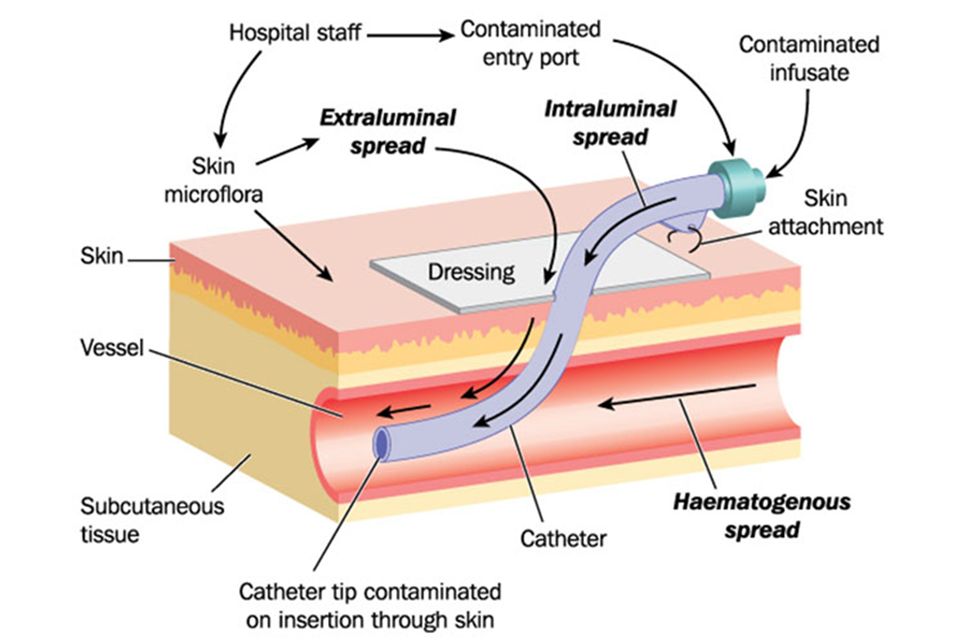 Hospital staff
Contaminated
entry port
Contaminated
infusate
Extraluminal
spread
Intraluminal
spread
Skin
microflora
Skin
attachment
Skin
Dressing
Vessel
Subcutaneous
tissue
Haematogenous
spread
Catheter
Catheter tip contaminated
on insertion through skin